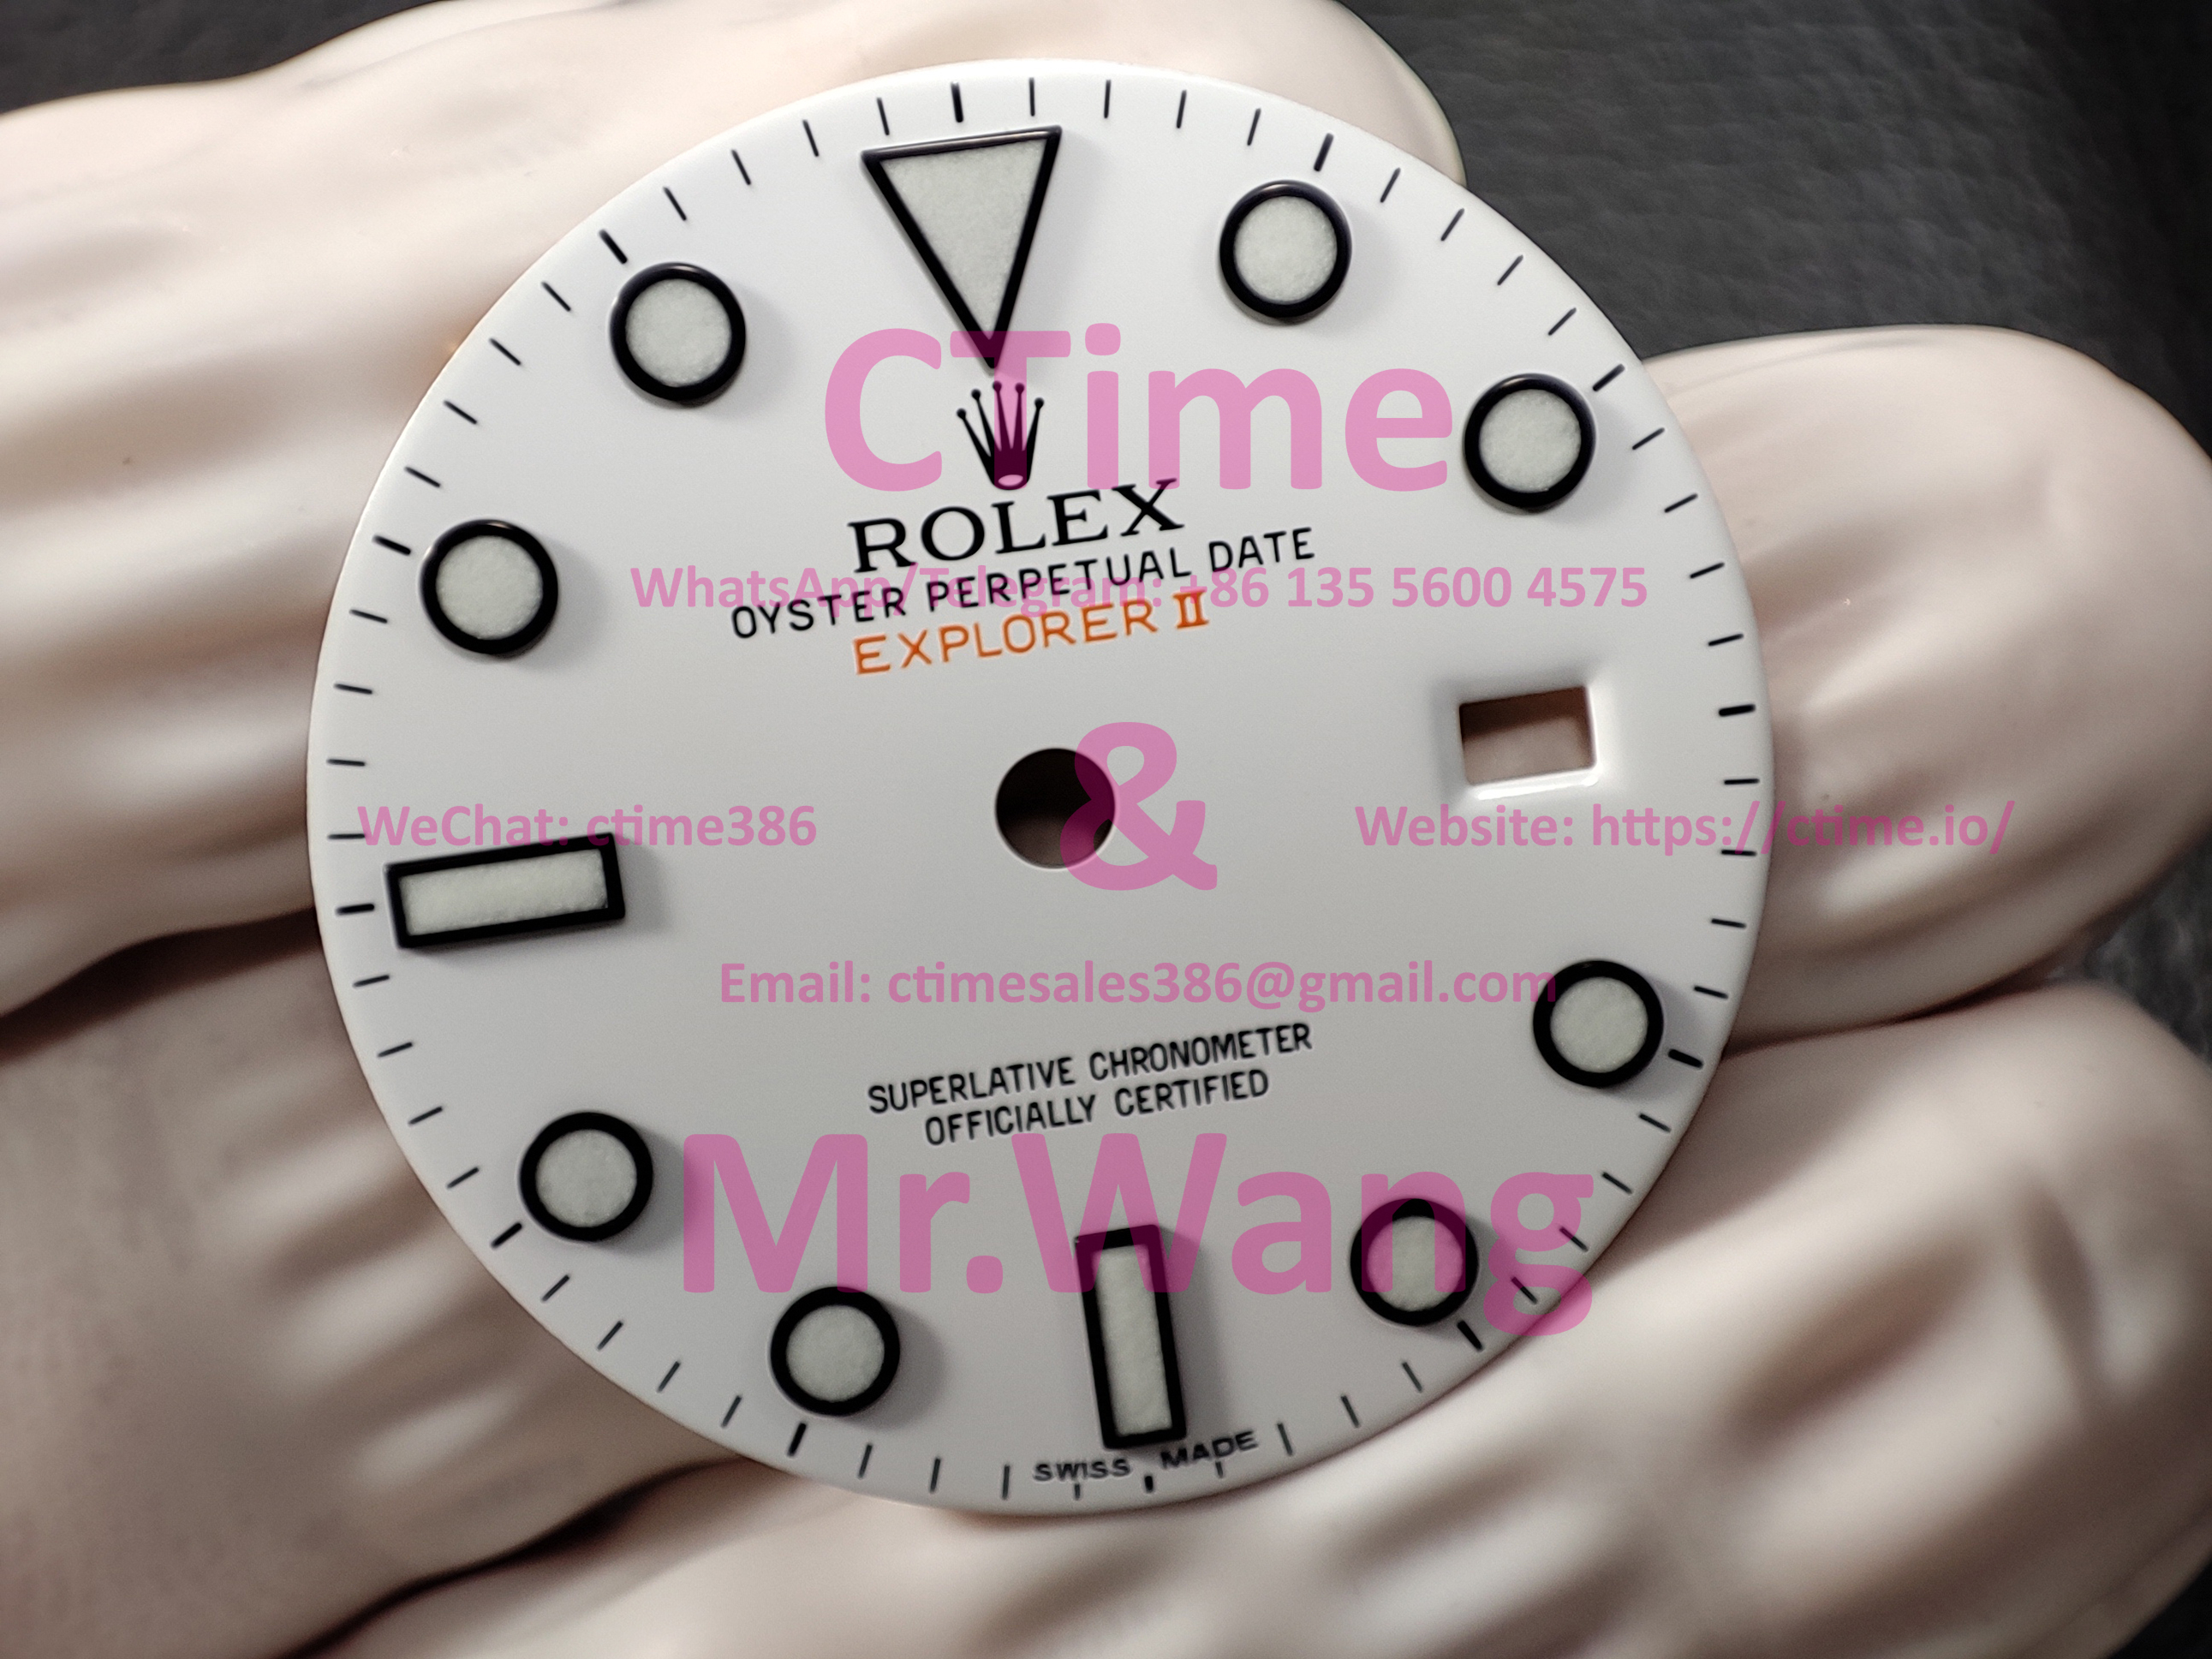 CTime
ROLEX
OYSTER PERPETUAL DATE
WhatsApp/Telegram: +86 135 5600 4575
EXPLORER II
&
WeChat: ctime386
Website: https://ctime.io/
Email: ctimesales386@gmail.com
SUPERLATIVE CHRONOMETER
OFFICIALLY CERTIFIED
Mr.Wang
SWISS MADE